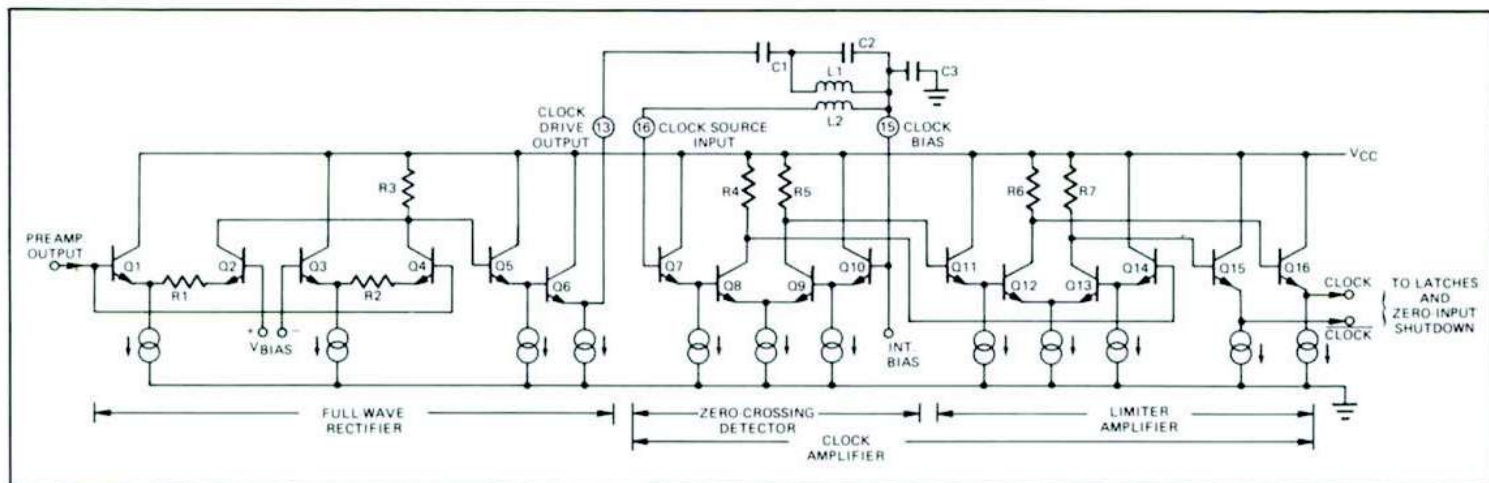 C1
C2
L1
C3
L2
CLOCK
DRIVE
OUTPUT
13
16
CLOCK SOURCE
INPUT
15
CLOCK
BIAS
VCC
R3
R4
R5
R6
R7
PREAMP
OUTPUT
Q1
R1
Q2
Q3
R2
Q4
Q5
Q6
Q7
Q8
Q9
Q10
Q11
Q12
Q13
Q14
Q15
Q16
+
VBIAS
−
INT.
BIAS
CLOCK
CLOCK
TO LATCHES
AND
ZERO-INPUT
SHUTDOWN
FULL-WAVE
RECTIFIER
ZERO CROSSING
DETECTOR
LIMITER
AMPLIFIER
CLOCK
AMPLIFIER